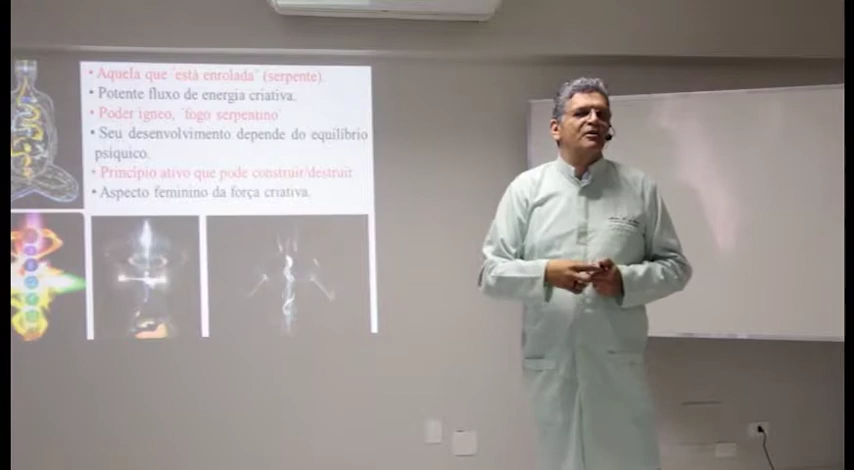 • Aquela que ¨está enrolada¨ (serpente).
• Potente fluxo de energia criativa.
• Poder ígneo, ¨fogo serpentino¨
• Seu desenvolvimento depende do equilíbrio
psíquico.
• Princípio ativo que pode construir/destruir
• Aspecto feminino da força criativa.